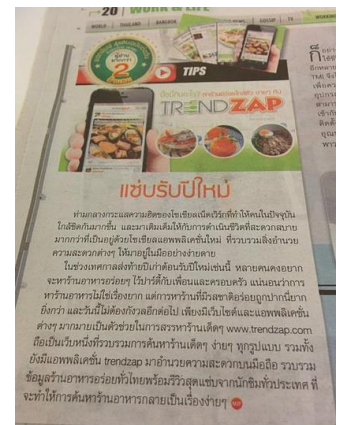 20 WORK & LIFE
WORLD THAILAND BANGKOK GOSSIP TV
2
TIPS
TRENDZAP
แซ่บรับปีใหม่
ท่ามกลางกระแสความฮิตของโซเชียลเน็ตเวิร์กที่ทำให้คนในปัจจุบัน
ใกล้ชิดกันมากขึ้น และมาเติมเต็มให้กับการดำเนินชีวิตที่สะดวกสบาย
มากกว่าที่เป็นอยู่ด้วยโซเชียลแอพพลิเคชั่นใหม่ ที่รวบรวมสิ่งอำนวย
ความสะดวกต่างๆ ให้มาอยู่ในมืออย่างง่ายดาย
ในช่วงเทศกาลส่งท้ายปีเก่าต้อนรับปีใหม่เช่นนี้ หลายคนคงอยาก
จะหาร้านอาหารอร่อยๆ ไว้ปาร์ตี้กับเพื่อนและครอบครัว แน่นอนว่าการ
หาร้านอาหารไม่ใช่เรื่องยาก แต่การหาร้านที่มีรสชาติอร่อยถูกปากนี่ยาก
ยิ่งกว่า และวันนี้ไม่ต้องกังวลอีกต่อไป เพียงมีเว็บไซต์และแอพพลิเคชั่น
ต่างๆ มากมายเป็นตัวช่วยในการสรรหาร้านเด็ดๆ www.trendzap.com
ถือเป็นเว็บหนึ่งที่รวบรวมการค้นหาร้านเด็ดๆ ง่ายๆ ทุกรูปแบบ รวมทั้ง
ยังมีแอพพลิเคชั่น trendzap มาอำนวยความสะดวกบนมือถือ รวบรวม
ข้อมูลร้านอาหารอร่อยทั่วไทยพร้อมรีวิวสุดแซ่บจากนักชิมทั่วประเทศ ที่
จะทำให้การค้นหาร้านอาหารกลายเป็นเรื่องง่ายๆ